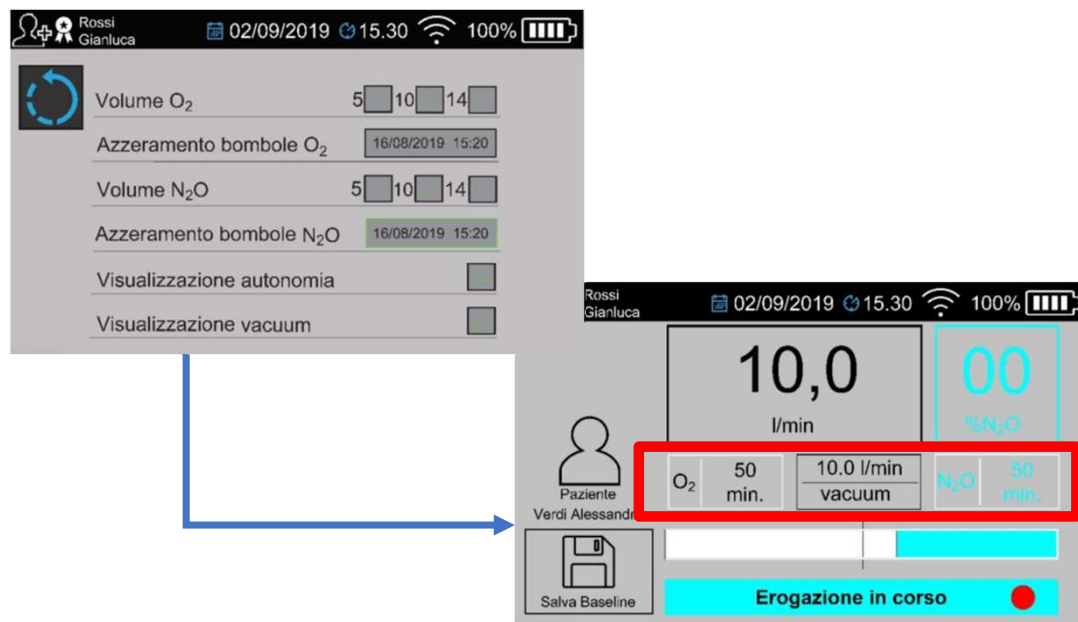 Rossi
Gianluca
02/09/2019 15.30 100%
Volume O₂ 5 10 14
Azzeramento bombole O₂ 16/08/2019 15:20
Volume N₂O 5 10 14
Azzeramento bombole N₂O 16/08/2019 15:20
Visualizzazione autonomia
Visualizzazione vacuum
Rossi
Gianluca
02/09/2019 15.30 100%
10,0
l/min
00
%N₂O
Paziente
Verdi Alessandr
O₂ 50
min.
10.0 l/min
vacuum
N₂O 50
min.
Salva Baseline
Erogazione in corso